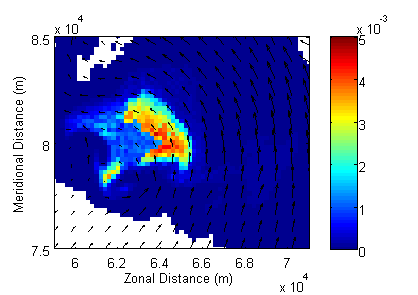 x 10^4
x 10^-3
8.5
8
7.5
Meridional Distance (m)
6 6.2 6.4 6.6 6.8 7
Zonal Distance (m)
x 10^4
5
4
3
2
1
0